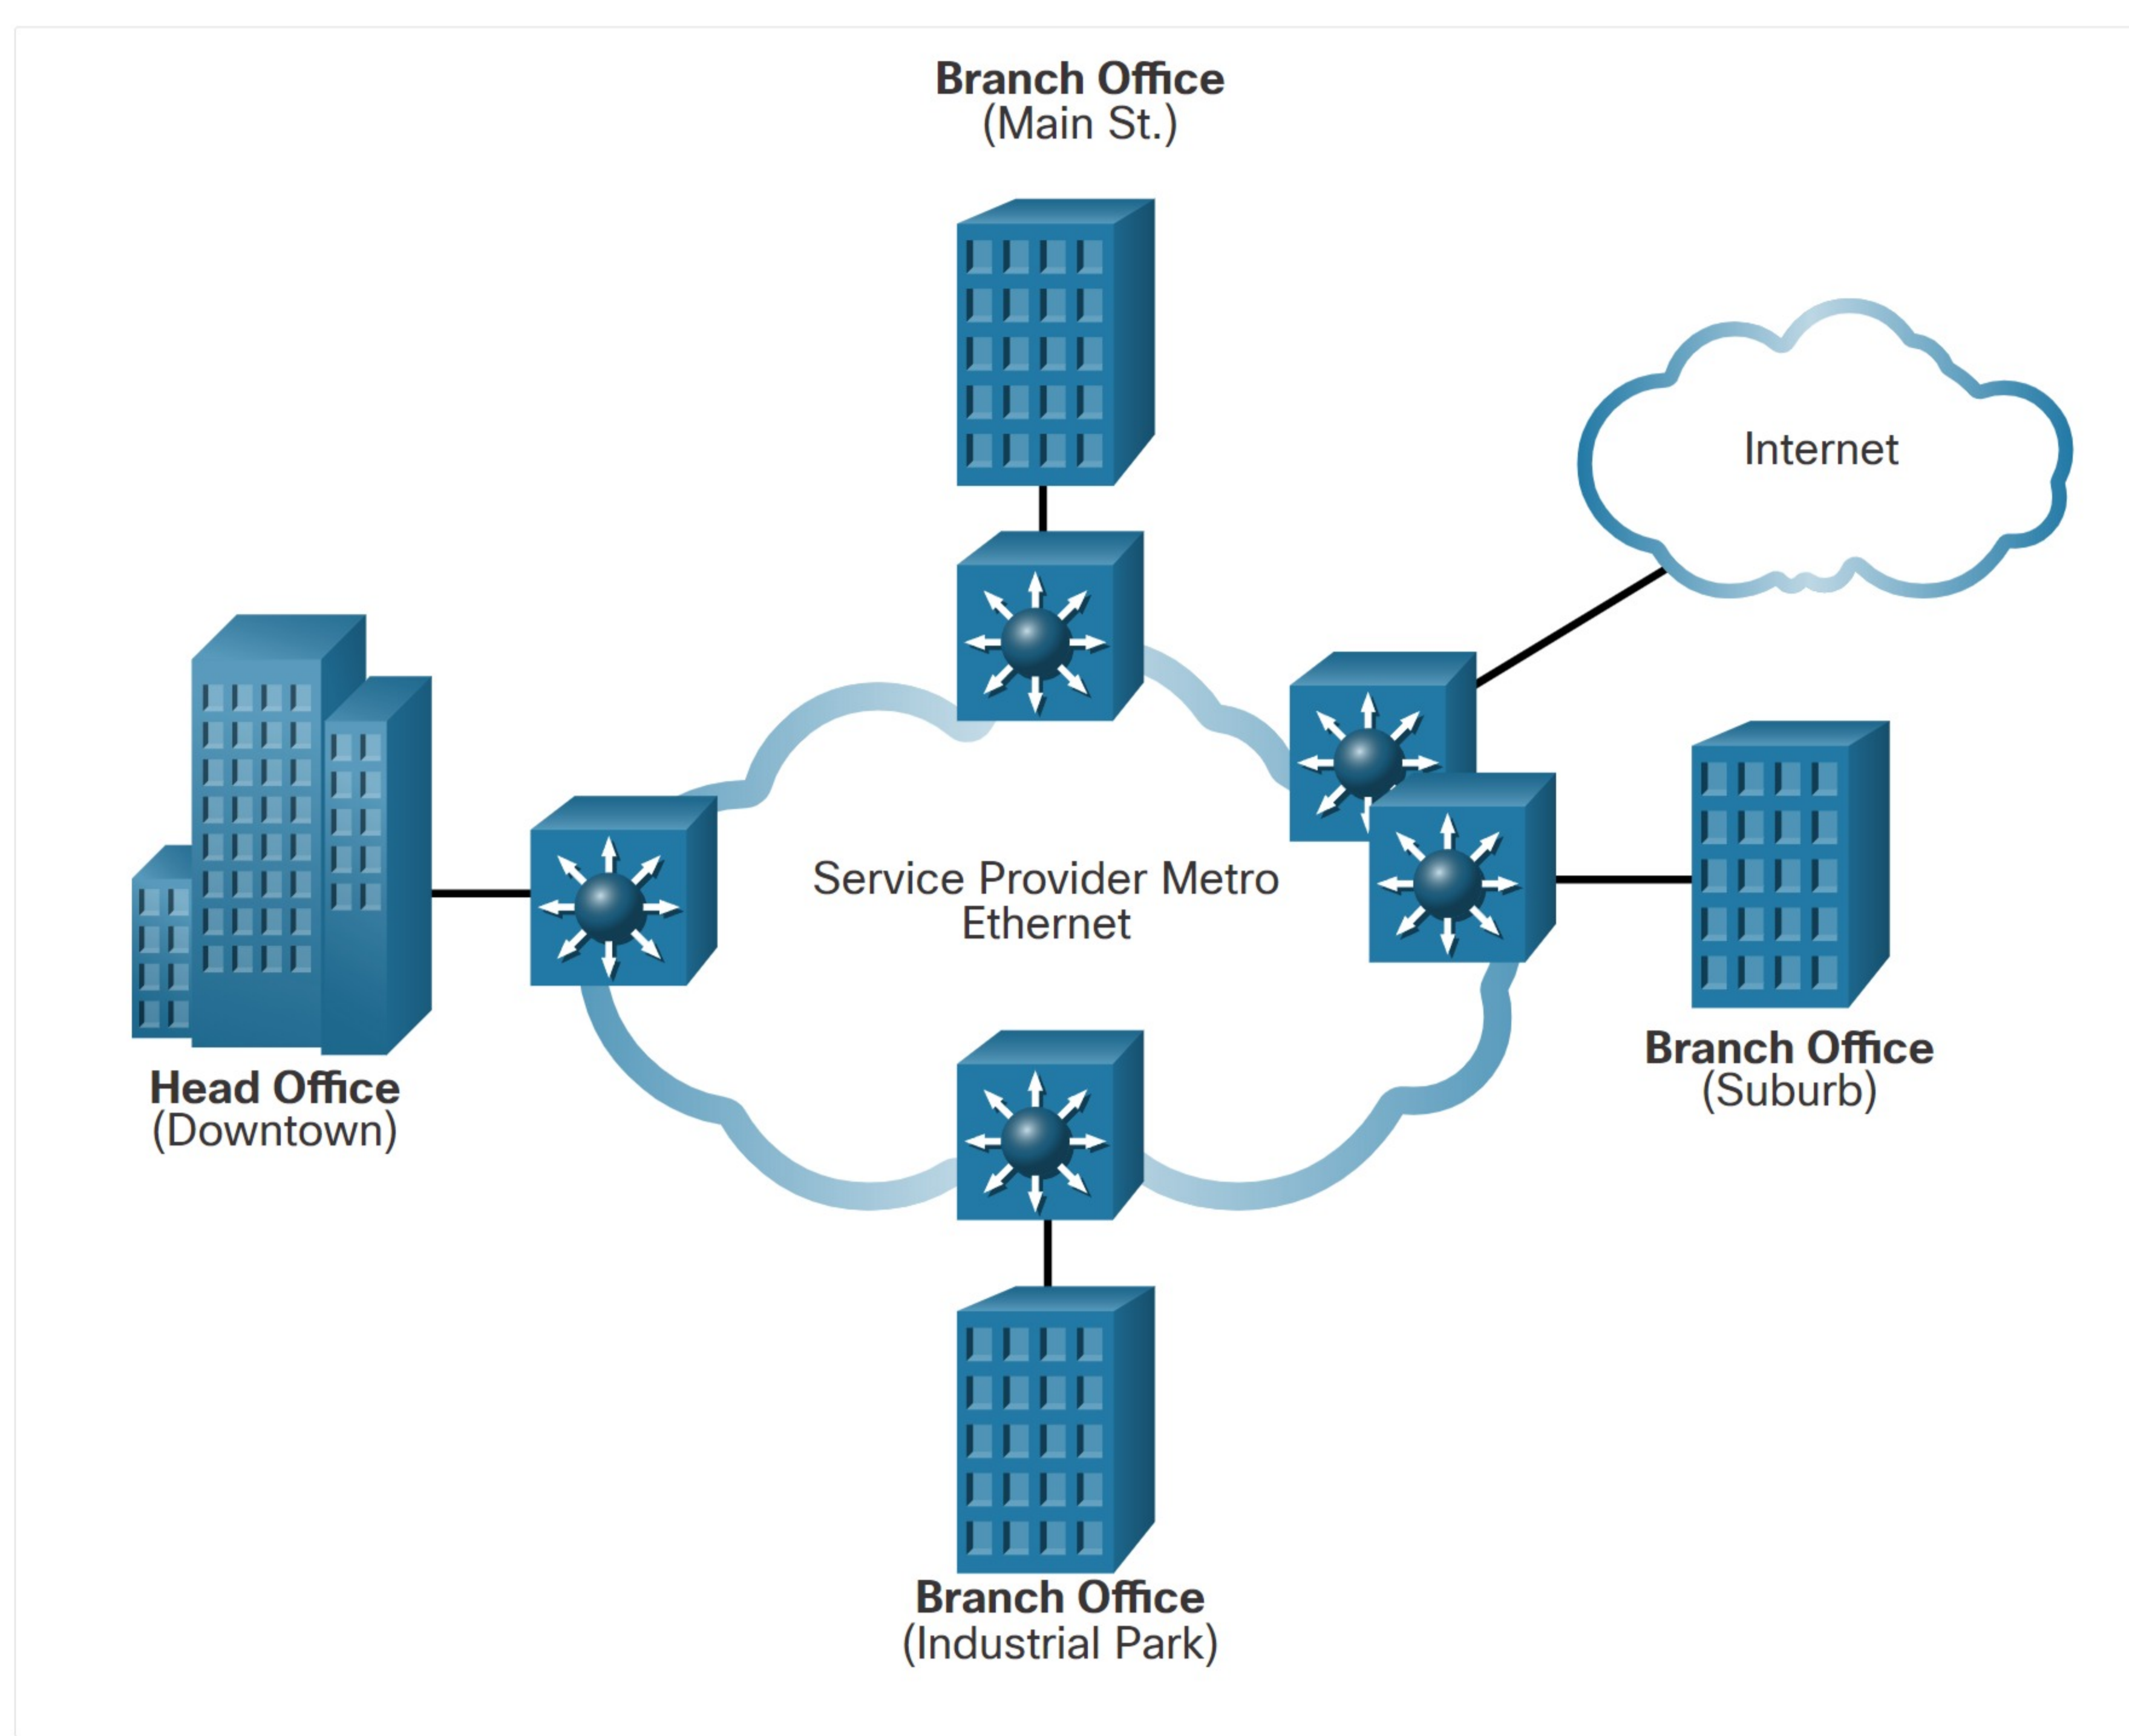 Branch Office
(Main St.)
Internet
Service Provider Metro
Ethernet
Head Office
(Downtown)
Branch Office
(Suburb)
Branch Office
(Industrial Park)